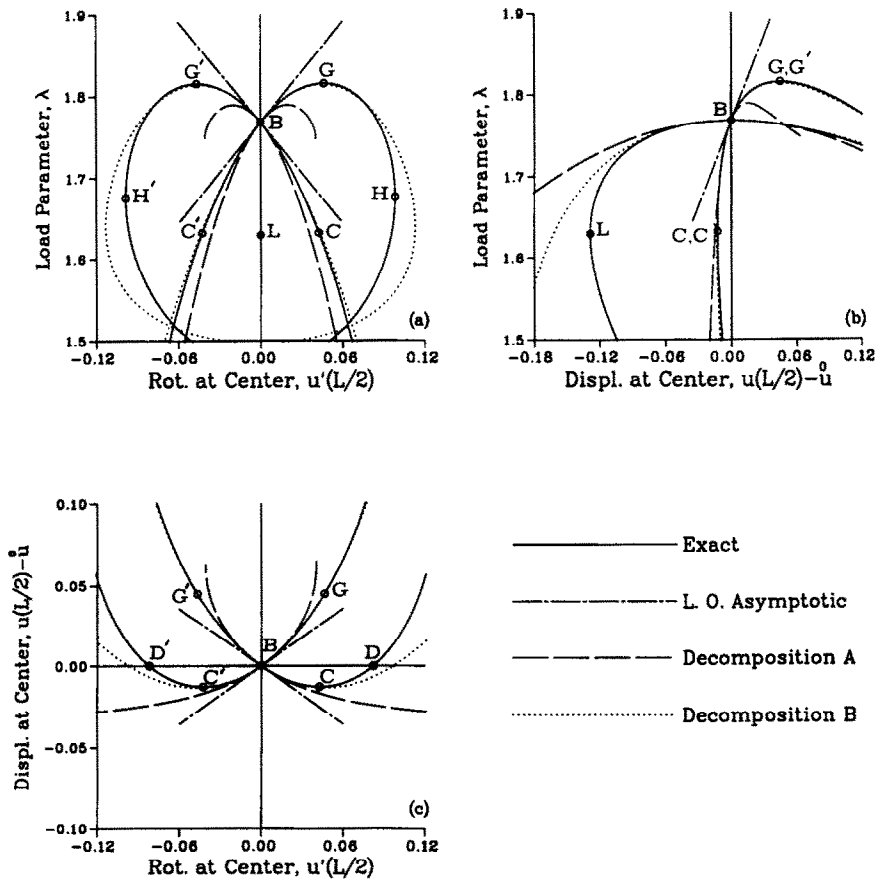 1.9
1.8
1.7
1.6
1.5
Load Parameter, λ
G′
G
B
H′
H
C′
C
L
(a)
−0.12
−0.06
0.00
0.06
0.12
Rot. at Center, u′(L/2)
1.9
1.8
1.7
1.6
1.5
Load Parameter, λ
G,G′
B
C,C
L
(b)
−0.18
−0.12
−0.06
0.00
0.06
0.12
Displ. at Center, u(L/2)−u⁰
0.10
0.05
0.00
−0.05
−0.10
Displ. at Center, u(L/2)−u⁰
G′
G
B
D′
D
C′
C
(c)
−0.12
−0.06
0.00
0.06
0.12
Rot. at Center, u′(L/2)
Exact
L. O. Asymptotic
Decomposition A
Decomposition B